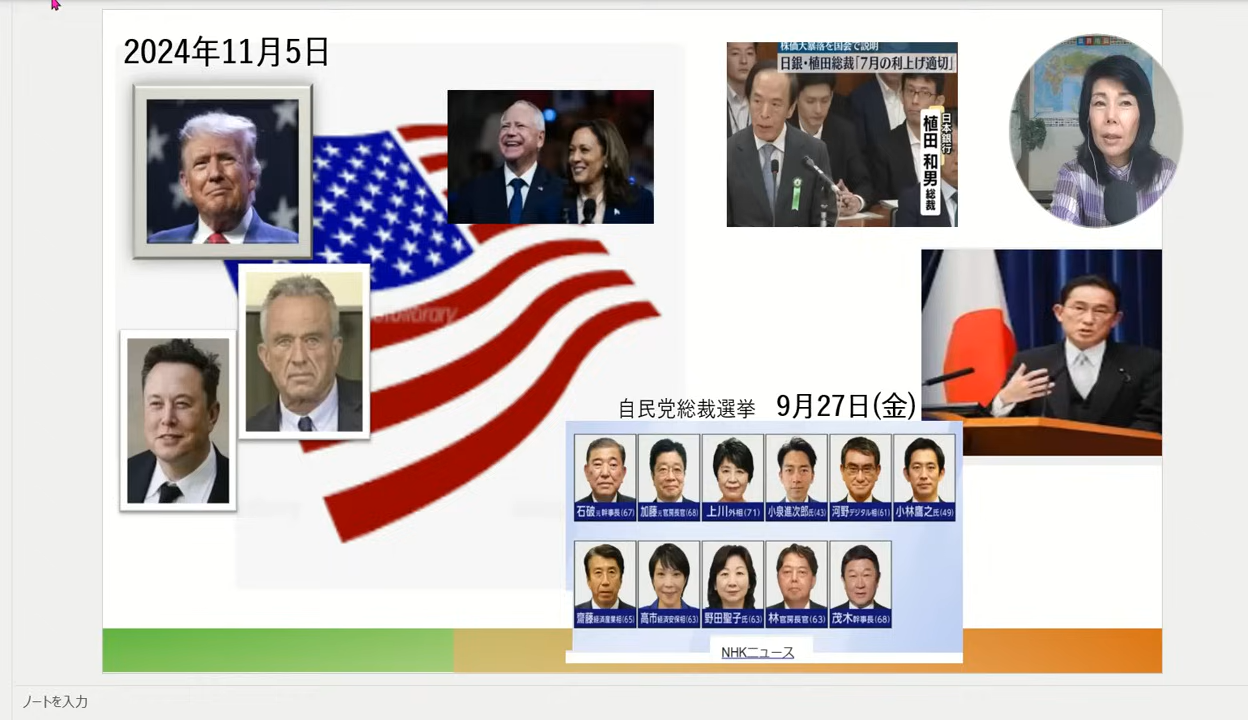 2024年11月5日
株価大暴落を国会で説明
日銀・植田総裁「7月の利上げ適切」
日本銀行
植田 和男 総裁
自民党総裁選挙 9月27日(金)
石破元幹事長(67) 加藤元官房長官(68) 上川外相(71) 小泉進次郎氏(43) 河野デジタル相(61) 小林鷹之氏(49)
齋藤経済産業相(65) 高市経済安保相(63) 野田聖子氏(63) 林官房長官(63) 茂木幹事長(68)
NHKニュース
ノートを入力